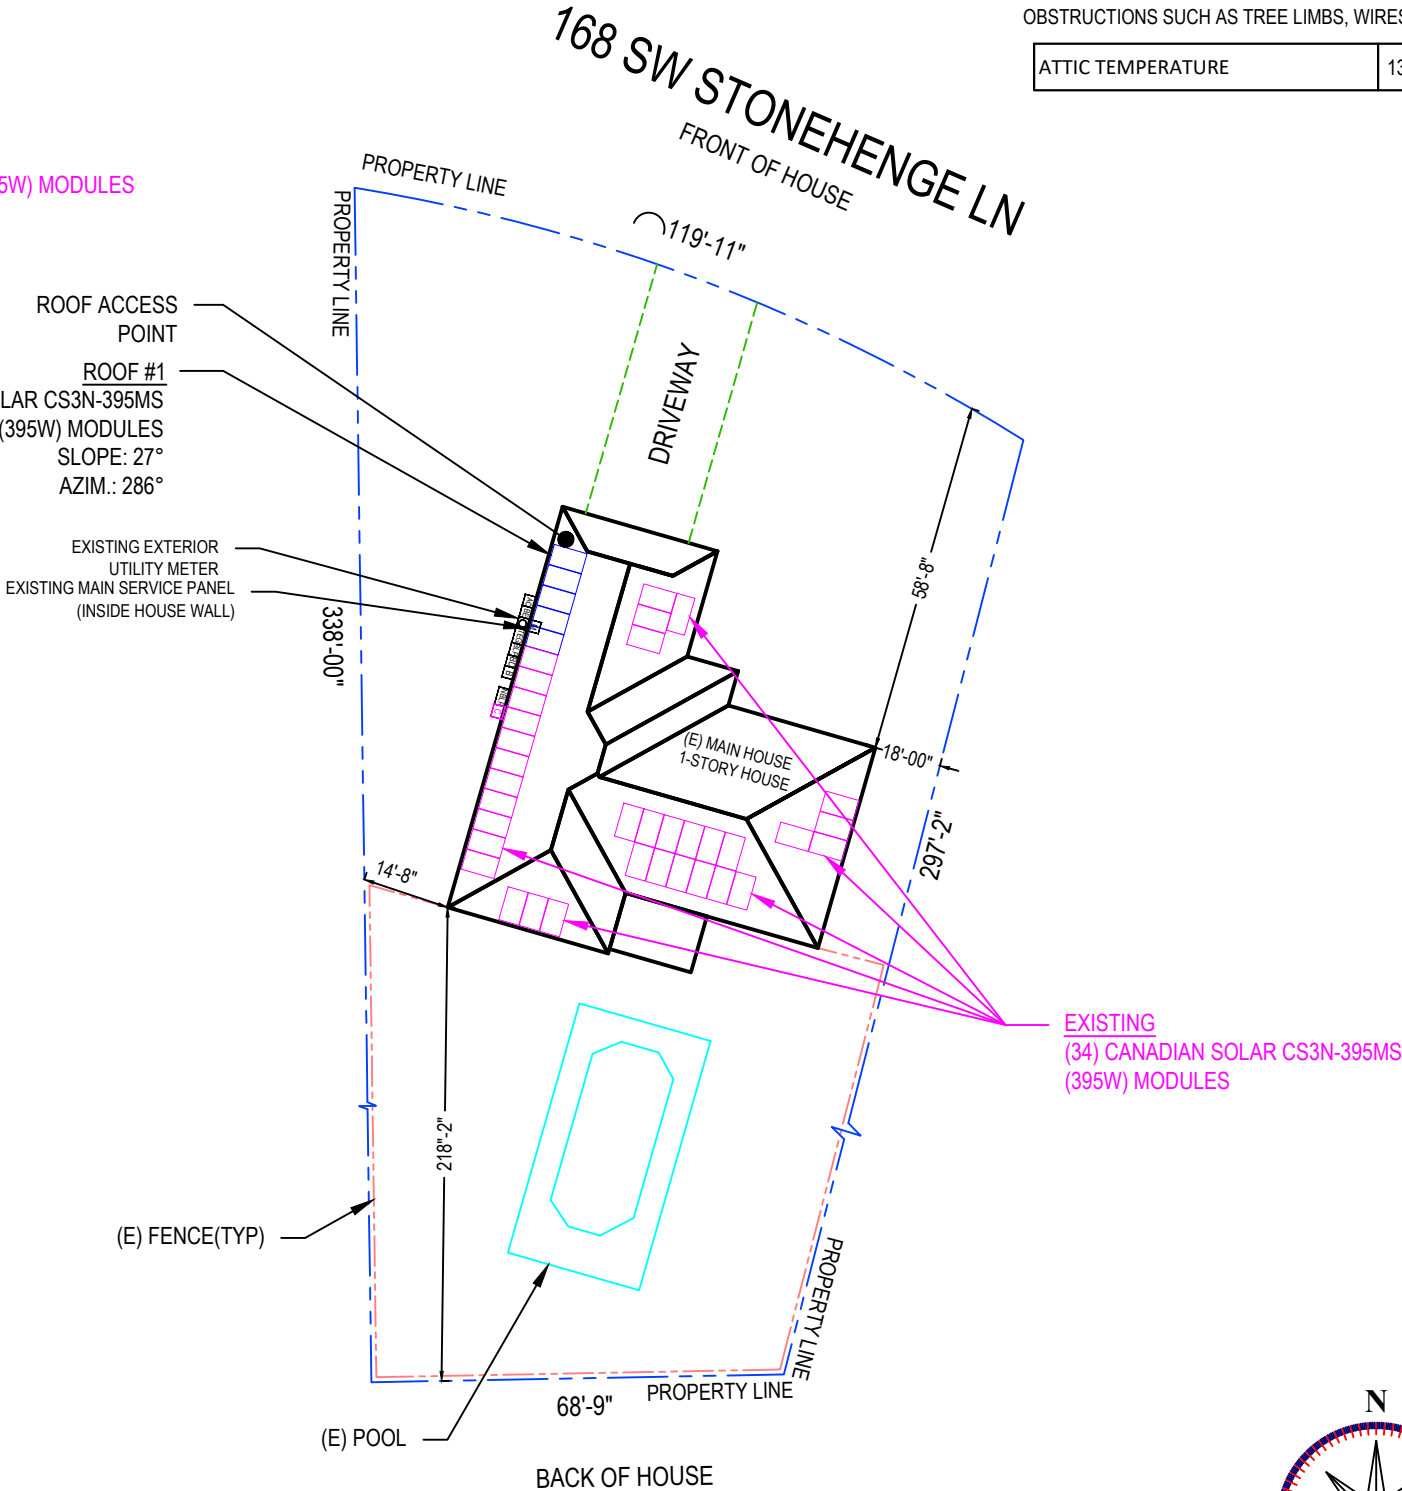 OBSTRUCTIONS SUCH AS TREE LIMBS, WIRES
ATTIC TEMPERATURE 13
168 SW STONEHENGE LN
FRONT OF HOUSE
5W) MODULES
PROPERTY LINE
PROPERTY LINE
119'-11"
ROOF ACCESS
POINT
ROOF #1
LAR CS3N-395MS
(395W) MODULES
SLOPE: 27°
AZIM.: 286°
DRIVEWAY
EXISTING EXTERIOR
UTILITY METER
EXISTING MAIN SERVICE PANEL
(INSIDE HOUSE WALL)
338'-00"
58'-8"
(E) MAIN HOUSE
1-STORY HOUSE
18'-00"
297'-2"
14'-8"
EXISTING
(34) CANADIAN SOLAR CS3N-395MS
(395W) MODULES
218"-2"
(E) FENCE(TYP)
PROPERTY LINE
68'-9"
PROPERTY LINE
(E) POOL
BACK OF HOUSE
N